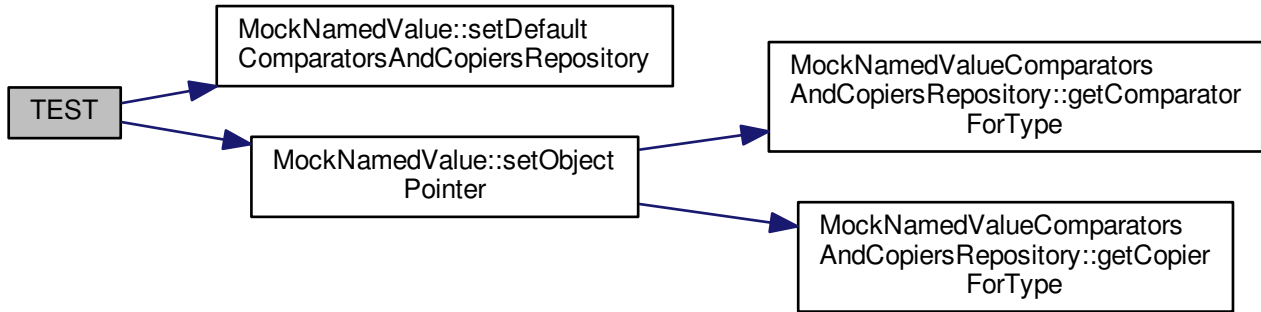 TEST
MockNamedValue::setDefault
ComparatorsAndCopiersRepository
MockNamedValue::setObject
Pointer
MockNamedValueComparators
AndCopiersRepository::getComparator
ForType
MockNamedValueComparators
AndCopiersRepository::getCopier
ForType